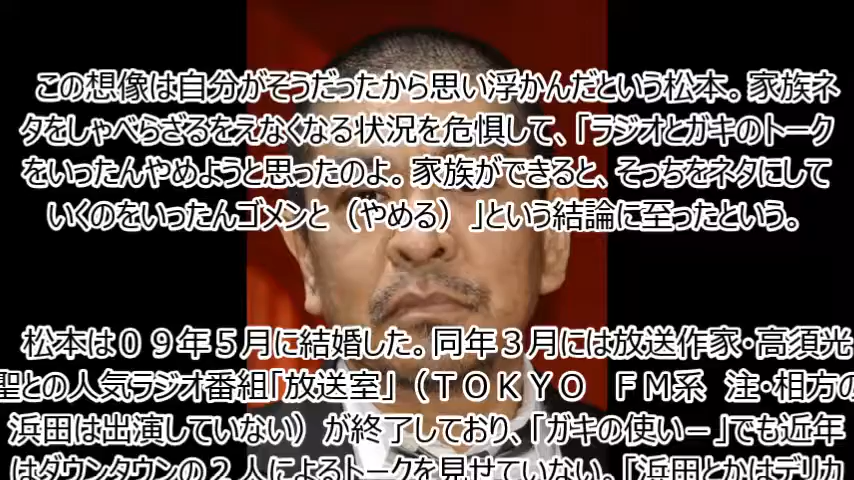 この想像は自分がそうだったから思い浮かんだという松本。家族ネ
タをしゃべらざるをえなくなる状況を危惧して、「ラジオとガキのトーク
をいったんやめようと思ったのよ。家族ができると、そっちをネタにして
いくのをいったんゴメンと（やめる）」という結論に至ったという。
松本は０９年５月に結婚した。同年３月には放送作家・高須光
聖との人気ラジオ番組「放送室」（ＴＯＫＹＯ　ＦＭ系　注・相方の
浜田は出演していない）が終了しており、「ガキの使い－」でも近年
はダウンタウンの２人によるトークを見せていない。「浜田とかはデリカ